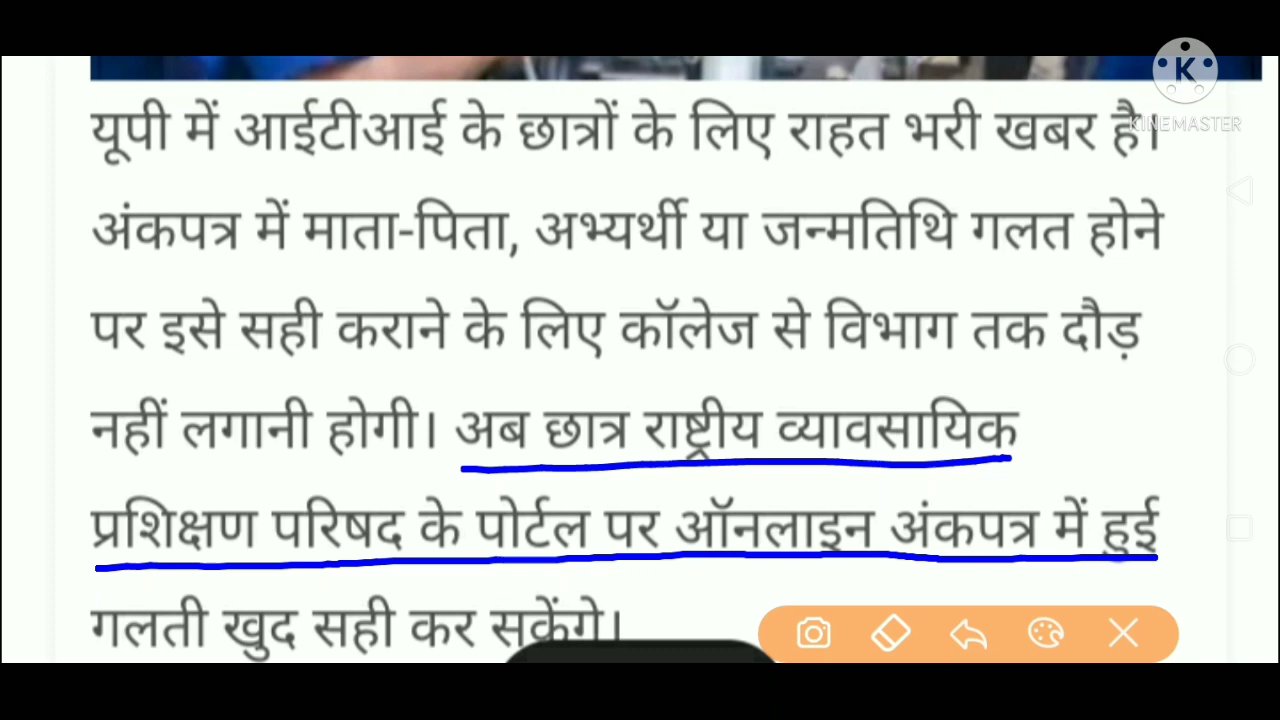 KINEMASTER
यूपी में आईटीआई के छात्रों के लिए राहत भरी खबर है।
अंकपत्र में माता-पिता, अभ्यर्थी या जन्मतिथि गलत होने
पर इसे सही कराने के लिए कॉलेज से विभाग तक दौड़
नहीं लगानी होगी। अब छात्र राष्ट्रीय व्यावसायिक
प्रशिक्षण परिषद के पोर्टल पर ऑनलाइन अंकपत्र में हुई
गलती खुद सही कर सकेंगे।